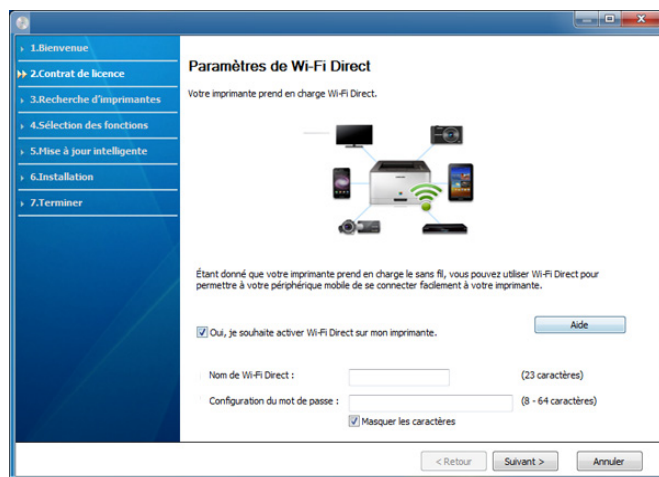 1.Bienvenue
2.Contrat de licence
3.Recherche d'imprimantes
4.Sélection des fonctions
5.Mise à jour intelligente
6.Installation
7.Terminer
Paramètres de Wi-Fi Direct
Votre imprimante prend en charge Wi-Fi Direct.
Étant donné que votre imprimante prend en charge le sans fil, vous pouvez utiliser Wi-Fi Direct pour
permettre à votre périphérique mobile de se connecter facilement à votre imprimante.
Oui, je souhaite activer Wi-Fi Direct sur mon imprimante.
Aide
Nom de Wi-Fi Direct :
(23 caractères)
Configuration du mot de passe :
(8 - 64 caractères)
Masquer les caractères
< Retour
Suivant >
Annuler